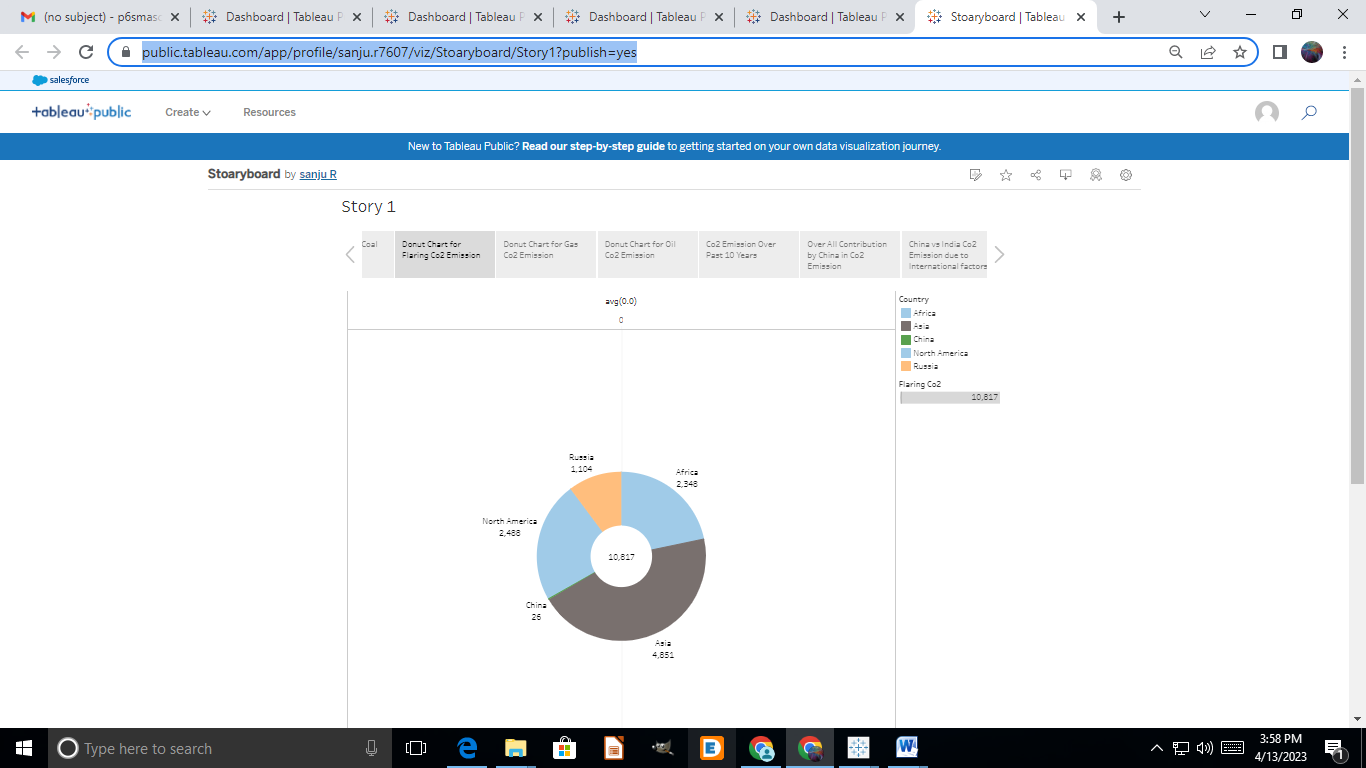 (no subject) - p6smasc
Dashboard | Tableau P
Dashboard | Tableau P
Dashboard | Tableau P
Dashboard | Tableau P
Stoaryboard | Tableau
public.tableau.com/app/profile/sanju.r7607/viz/Stoaryboard/Story1?publish=yes
salesforce
+ableau public
Create
Resources
New to Tableau Public? Read our step-by-step guide to getting started on your own data visualization journey.
Stoaryboard by sanju R
Story 1
Coal
Donut Chart for
Flaring Co2 Emission
Donut Chart for Gas
Co2 Emission
Donut Chart for Oil
Co2 Emission
Co2 Emission Over
Past 10 Years
Over All Contribution
by China in Co2
Emission
China vs India Co2
Emission due to
International factors
avg(0.0)
0
Country
Africa
Asia
China
North America
Russia
Flaring Co2
10,817
Russia
1,104
Africa
2,348
North America
2,488
10,817
China
26
Asia
4,851
Type here to search
3:58 PM
4/13/2023
1